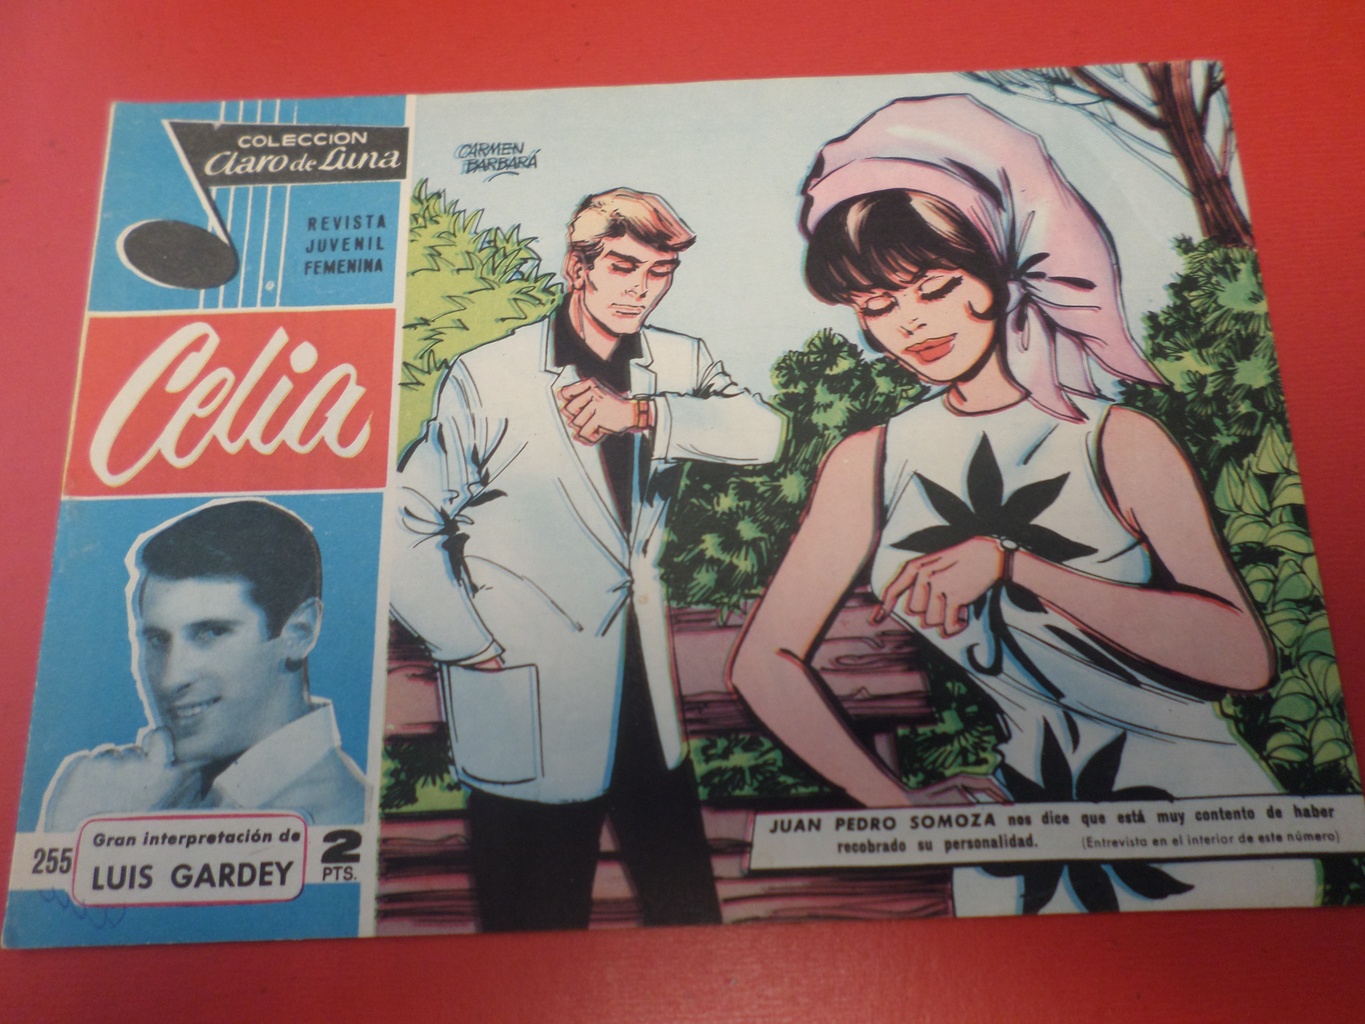 COLECCION
Claro de Luna
REVISTA
JUVENIL
FEMENINA
Celia
255
Gran interpretación de
LUIS GARDEY
2
PTS.
CARMEN
BARBARÁ
JUAN PEDRO SOMOZA nos dice que está muy contento de haber
recobrado su personalidad. (Entrevista en el interior de este número)